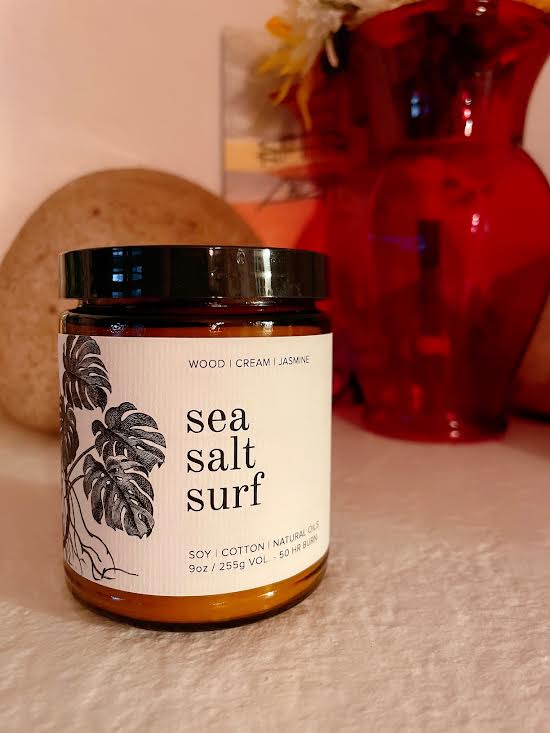 WOOD | CREAM | JASMINE
sea
salt
surf
SOY | COTTON | NATURAL OILS
9oz / 255g VOL. - 50 HR BURN